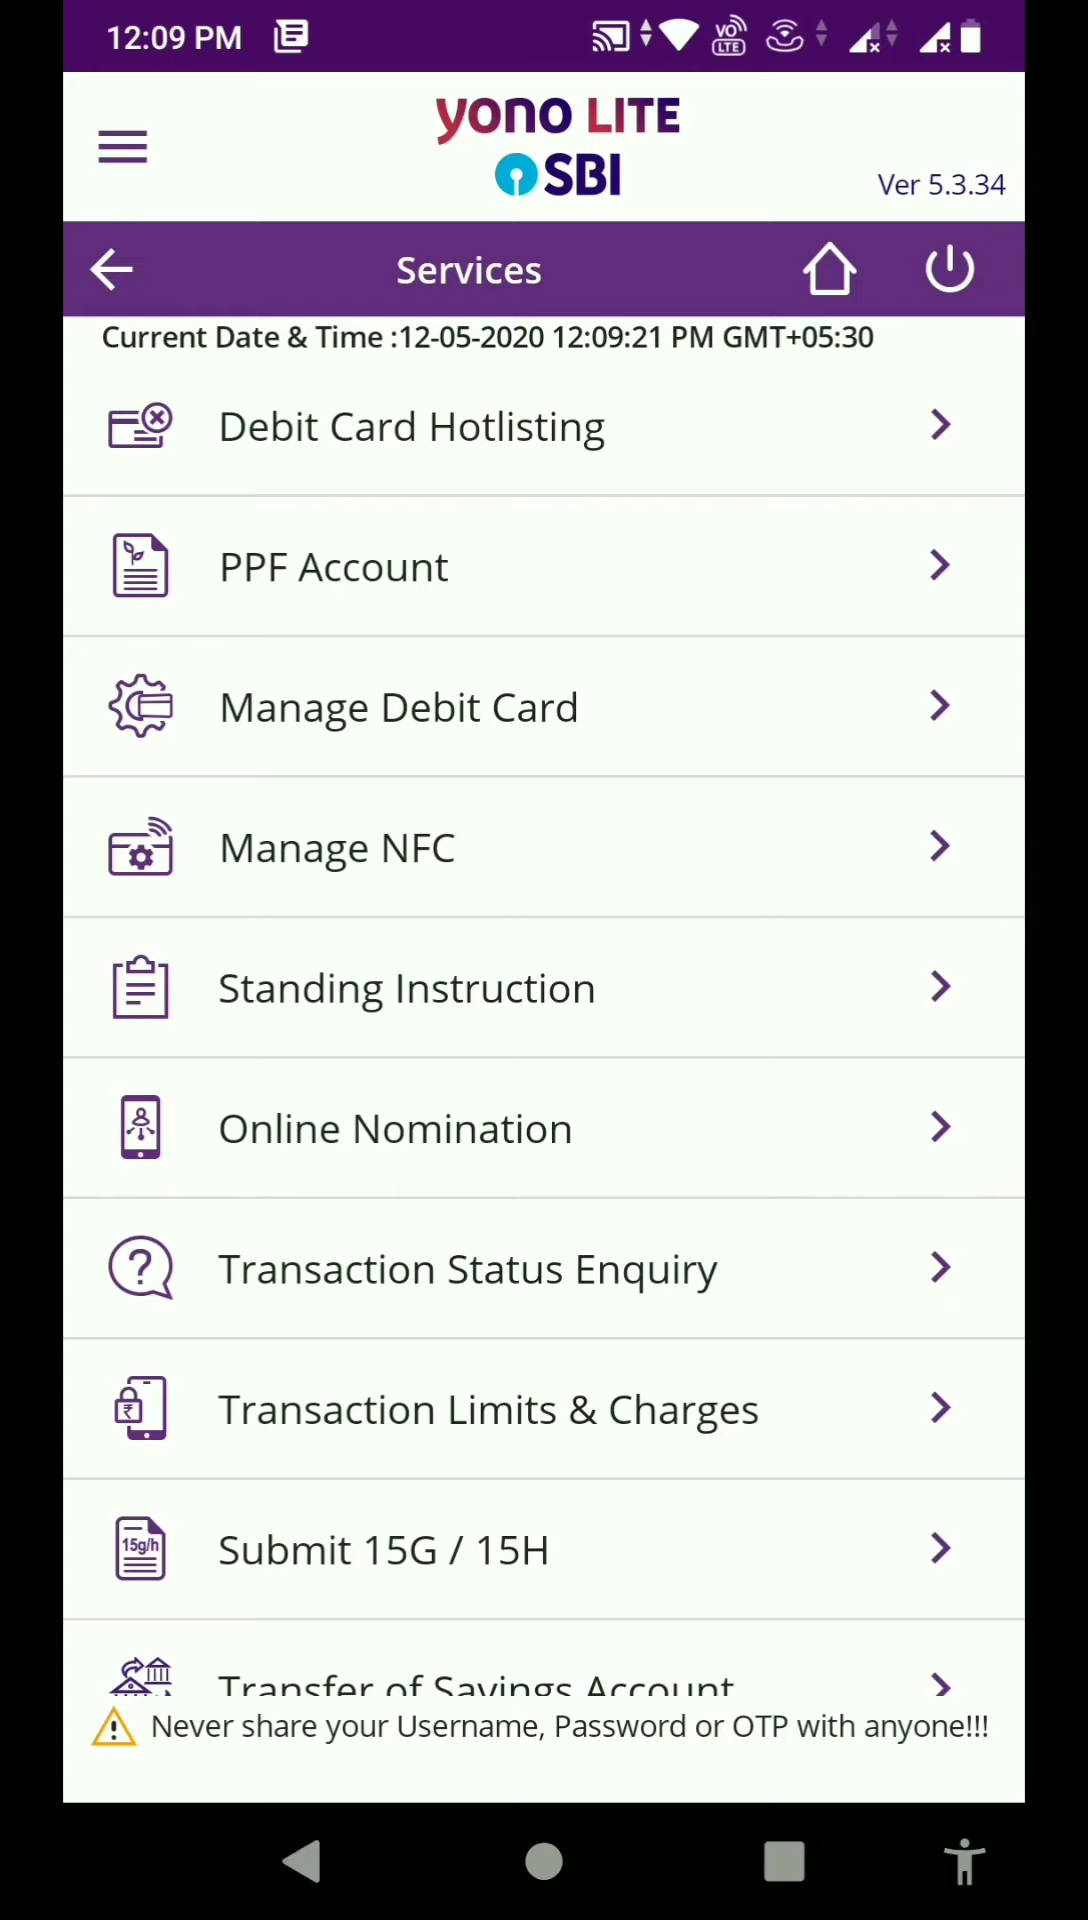 12:09 PM
VO LTE
yono LITE
SBI
Ver 5.3.34
Services
Current Date & Time :12-05-2020 12:09:21 PM GMT+05:30
Debit Card Hotlisting
PPF Account
Manage Debit Card
Manage NFC
Standing Instruction
Online Nomination
?
Transaction Status Enquiry
₹
Transaction Limits & Charges
15g/h
Submit 15G / 15H
Transfer of Savings Account
Never share your Username, Password or OTP with anyone!!!